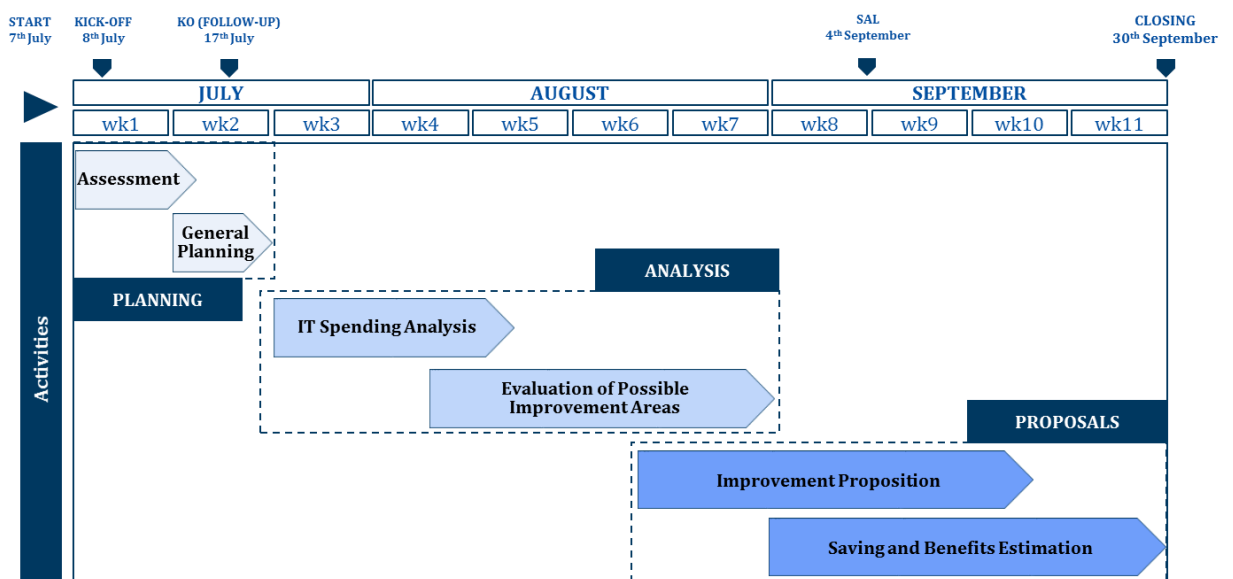 START
7th July
KICK-OFF
8th July
KO (FOLLOW-UP)
17th July
SAL
4th September
CLOSING
30th September
JULY
AUGUST
SEPTEMBER
wk1
wk2
wk3
wk4
wk5
wk6
wk7
wk8
wk9
wk10
wk11
Activities
Assessment
General
Planning
PLANNING
ANALYSIS
IT Spending Analysis
Evaluation of Possible
Improvement Areas
PROPOSALS
Improvement Proposition
Saving and Benefits Estimation